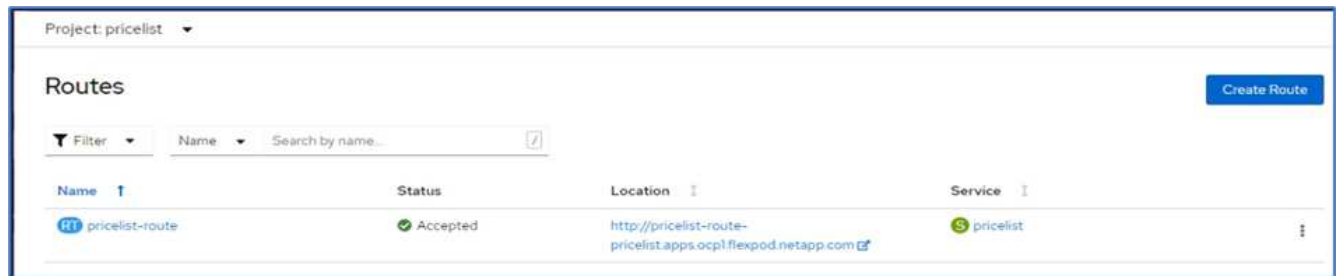 Project: pricelist
Routes
Create Route
Filter Name Search by name... /
Name Status Location Service
RT pricelist-route Accepted http://pricelist-route- S pricelist
pricelist.apps.ocp1.flexpod.netapp.com